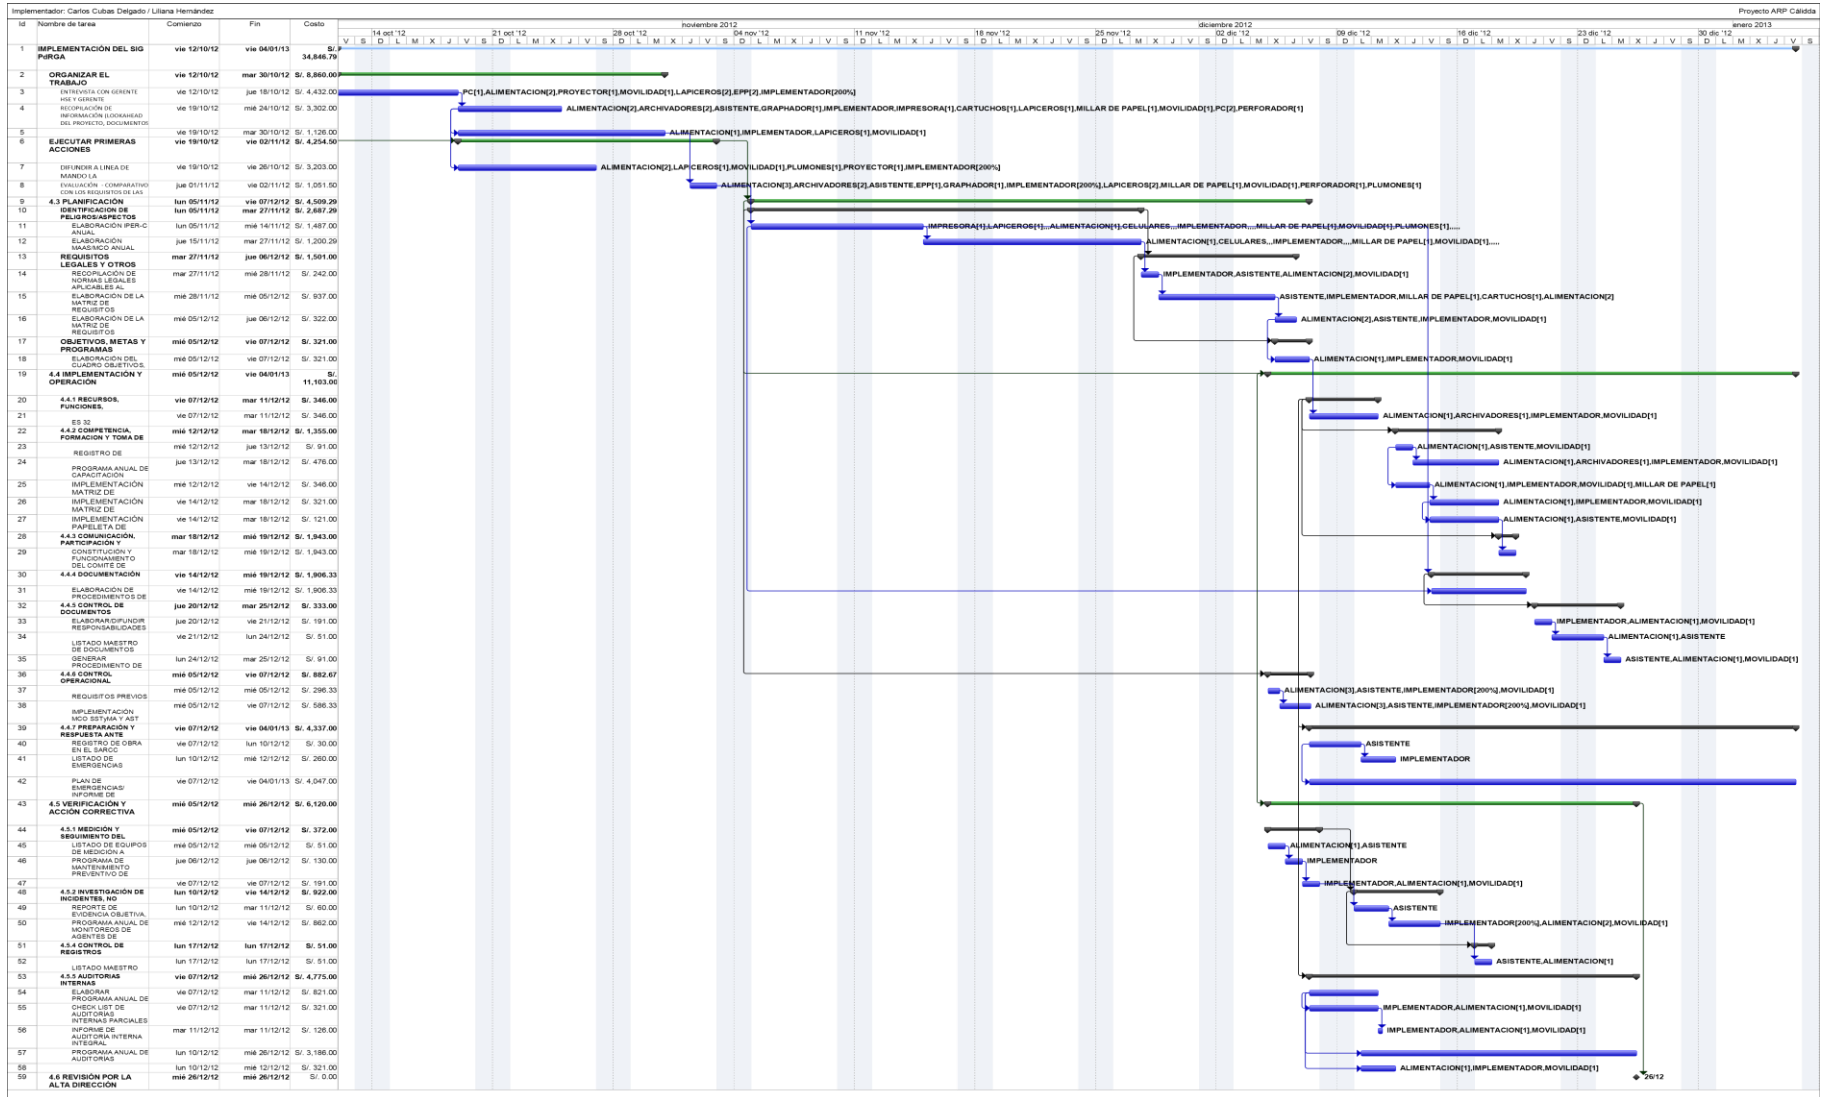 Implementador: Carlos Cubas Delgado / Liliana Hernández
Proyecto ARP Cálidda
Id Nombre de tarea Comienzo Fin Costo
noviembre 2012 diciembre 2012 enero 2013
14 oct '12 21 oct '12 28 oct '12 04 nov '12 11 nov '12 18 nov '12 25 nov '12 02 dic '12 09 dic '12 16 dic '12 23 dic '12 30 dic '12
1 IMPLEMENTACIÓN DEL SIG PdRGA vie 12/10/12 vie 04/01/13 S/. 34,846.79
2 ORGANIZAR EL TRABAJO vie 12/10/12 mar 30/10/12 S/. 8,860.00
3 ENTREVISTA CON GERENTE HSE Y GERENTE vie 12/10/12 jue 18/10/12 S/. 4,432.00 PC[1],ALIMENTACION[2],PROYECTOR[1],MOVILIDAD[1],LAPICEROS[2],EPP[2],IMPLEMENTADOR[200%]
4 RECOPILACIÓN DE INFORMACIÓN (LOOKAHEAD DEL PROYECTO, DOCUMENTOS vie 19/10/12 mié 24/10/12 S/. 3,302.00 ALIMENTACION[2],ARCHIVADORES[2],ASISTENTE,GRAPHADOR[1],IMPLEMENTADOR,IMPRESORA[1],CARTUCHOS[1],LAPICEROS[1],MILLAR DE PAPEL[1],MOVILIDAD[1],PC[2],PERFORADOR[1]
5 vie 19/10/12 mar 30/10/12 S/. 1,126.00 ALIMENTACION[1],IMPLEMENTADOR,LAPICEROS[1],MOVILIDAD[1]
6 EJECUTAR PRIMERAS ACCIONES vie 19/10/12 vie 02/11/12 S/. 4,254.50
7 DIFUNDIR A LINEA DE MANDO LA vie 19/10/12 vie 26/10/12 S/. 3,203.00 ALIMENTACION[2],LAPICEROS[1],MOVILIDAD[1],PLUMONES[1],PROYECTOR[1],IMPLEMENTADOR[200%]
8 EVALUACIÓN - COMPARATIVO CON LOS REQUISITOS DE LAS jue 01/11/12 vie 02/11/12 S/. 1,051.50 ALIMENTACION[3],ARCHIVADORES[2],ASISTENTE,EPP[1],GRAPHADOR[1],IMPLEMENTADOR[200%],LAPICEROS[2],MILLAR DE PAPEL[1],MOVILIDAD[1],PERFORADOR[1],PLUMONES[1]
9 4.3 PLANIFICACIÓN lun 05/11/12 vie 07/12/12 S/. 4,509.29
10 IDENTIFICACION DE PELIGROS/ASPECTOS lun 05/11/12 mar 27/11/12 S/. 2,687.29
11 ELABORACIÓN IPER-C ANUAL lun 05/11/12 mié 14/11/12 S/. 1,487.00 IMPRESORA[1],LAPICEROS[1],,,ALIMENTACION[1],CELULARES,,,IMPLEMENTADOR,,,,MILLAR DE PAPEL[1],MOVILIDAD[1],PLUMONES[1],,,,,
12 ELABORACIÓN MAAS/MCO ANUAL jue 15/11/12 mar 27/11/12 S/. 1,200.29 ALIMENTACION[1],CELULARES,,,IMPLEMENTADOR,,,,MILLAR DE PAPEL[1],MOVILIDAD[1],,,,,
13 REQUISITOS LEGALES Y OTROS mar 27/11/12 jue 06/12/12 S/. 1,501.00
14 RECOPILACIÓN DE NORMAS LEGALES APLICABLES AL mar 27/11/12 mié 28/11/12 S/. 242.00 IMPLEMENTADOR,ASISTENTE,ALIMENTACION[2],MOVILIDAD[1]
15 ELABORACIÓN DE LA MATRIZ DE REQUISITOS mié 28/11/12 mié 05/12/12 S/. 937.00 ASISTENTE,IMPLEMENTADOR,MILLAR DE PAPEL[1],CARTUCHOS[1],ALIMENTACION[2]
16 ELABORACIÓN DE LA MATRIZ DE REQUISITOS mié 05/12/12 jue 06/12/12 S/. 322.00 ALIMENTACION[2],ASISTENTE,IMPLEMENTADOR,MOVILIDAD[1]
17 OBJETIVOS, METAS Y PROGRAMAS mié 05/12/12 vie 07/12/12 S/. 321.00
18 ELABORACIÓN DEL CUADRO OBJETIVOS, mié 05/12/12 vie 07/12/12 S/. 321.00 ALIMENTACION[1],IMPLEMENTADOR,MOVILIDAD[1]
19 4.4 IMPLEMENTACIÓN Y OPERACIÓN mié 05/12/12 vie 04/01/13 S/. 11,103.00
20 4.4.1 RECURSOS, FUNCIONES, vie 07/12/12 mar 11/12/12 S/. 346.00
21 ES 32 vie 07/12/12 mar 11/12/12 S/. 346.00 ALIMENTACION[1],ARCHIVADORES[1],IMPLEMENTADOR,MOVILIDAD[1]
22 4.4.2 COMPETENCIA, FORMACION Y TOMA DE mié 12/12/12 mar 18/12/12 S/. 1,355.00
23 REGISTRO DE mié 12/12/12 jue 13/12/12 S/. 91.00 ALIMENTACION[1],ASISTENTE,MOVILIDAD[1]
24 PROGRAMA ANUAL DE CAPACITACIÓN jue 13/12/12 mar 18/12/12 S/. 476.00 ALIMENTACION[1],ARCHIVADORES[1],IMPLEMENTADOR,MOVILIDAD[1]
25 IMPLEMENTACIÓN MATRIZ DE mié 12/12/12 vie 14/12/12 S/. 346.00 ALIMENTACION[1],IMPLEMENTADOR,MOVILIDAD[1],MILLAR DE PAPEL[1]
26 IMPLEMENTACIÓN MATRIZ DE vie 14/12/12 mar 18/12/12 S/. 321.00 ALIMENTACION[1],IMPLEMENTADOR,MOVILIDAD[1]
27 IMPLEMENTACIÓN PAPELETA DE vie 14/12/12 mar 18/12/12 S/. 121.00 ALIMENTACION[1],ASISTENTE,MOVILIDAD[1]
28 4.4.3 COMUNICACIÓN, PARTICIPACIÓN Y mar 18/12/12 mié 19/12/12 S/. 1,943.00
29 CONSTITUCIÓN Y FUNCIONAMIENTO DEL COMITÉ DE mar 18/12/12 mié 19/12/12 S/. 1,943.00
30 4.4.4 DOCUMENTACIÓN vie 14/12/12 mié 19/12/12 S/. 1,906.33
31 ELABORACIÓN DE PROCEDIMIENTOS DE vie 14/12/12 mié 19/12/12 S/. 1,906.33
32 4.4.5 CONTROL DE DOCUMENTOS jue 20/12/12 mar 25/12/12 S/. 333.00
33 ELABORAR/DIFUNDIR RESPONSABILIDADES jue 20/12/12 vie 21/12/12 S/. 191.00 IMPLEMENTADOR,ALIMENTACION[1],MOVILIDAD[1]
34 LISTADO MAESTRO DE DOCUMENTOS vie 21/12/12 lun 24/12/12 S/. 51.00 ALIMENTACION[1],ASISTENTE
35 GENERAR PROCEDIMIENTO DE lun 24/12/12 mar 25/12/12 S/. 91.00 ASISTENTE,ALIMENTACION[1],MOVILIDAD[1]
36 4.4.6 CONTROL OPERACIONAL mié 05/12/12 vie 07/12/12 S/. 882.67
37 REQUISITOS PREVIOS mié 05/12/12 mié 05/12/12 S/. 296.33 ALIMENTACION[3],ASISTENTE,IMPLEMENTADOR[200%],MOVILIDAD[1]
38 IMPLEMENTACIÓN MCO SSTyMA Y AST mié 05/12/12 vie 07/12/12 S/. 586.33 ALIMENTACION[3],ASISTENTE,IMPLEMENTADOR[200%],MOVILIDAD[1]
39 4.4.7 PREPARACIÓN Y RESPUESTA ANTE vie 07/12/12 vie 04/01/13 S/. 4,337.00
40 REGISTRO DE OBRA EN EL SARCC vie 07/12/12 lun 10/12/12 S/. 30.00 ASISTENTE
41 LISTADO DE EMERGENCIAS lun 10/12/12 mié 12/12/12 S/. 260.00 IMPLEMENTADOR
42 PLAN DE EMERGENCIAS/ INFORME DE vie 07/12/12 vie 04/01/13 S/. 4,047.00
43 4.5 VERIFICACIÓN Y ACCIÓN CORRECTIVA mié 05/12/12 mié 26/12/12 S/. 6,120.00
44 4.5.1 MEDICIÓN Y SEGUIMIENTO DEL mié 05/12/12 vie 07/12/12 S/. 372.00
45 LISTADO DE EQUIPOS DE MEDICIÓN A mié 05/12/12 mié 05/12/12 S/. 51.00 ALIMENTACION[1],ASISTENTE
46 PROGRAMA DE MANTENIMIENTO PREVENTIVO DE jue 06/12/12 jue 06/12/12 S/. 130.00 IMPLEMENTADOR
47 vie 07/12/12 vie 07/12/12 S/. 191.00 IMPLEMENTADOR,ALIMENTACION[1],MOVILIDAD[1]
48 4.5.2 INVESTIGACIÓN DE INCIDENTES, NO lun 10/12/12 vie 14/12/12 S/. 922.00
49 REPORTE DE EVIDENCIA OBJETIVA. lun 10/12/12 mar 11/12/12 S/. 60.00 ASISTENTE
50 PROGRAMA ANUAL DE MONITOREOS DE AGENTES DE mié 12/12/12 vie 14/12/12 S/. 862.00 IMPLEMENTADOR[200%],ALIMENTACION[2],MOVILIDAD[1]
51 4.5.4 CONTROL DE REGISTROS lun 17/12/12 lun 17/12/12 S/. 51.00
52 LISTADO MAESTRO lun 17/12/12 lun 17/12/12 S/. 51.00 ASISTENTE,ALIMENTACION[1]
53 4.5.5 AUDITORIAS INTERNAS vie 07/12/12 mié 26/12/12 S/. 4,775.00
54 ELABORAR PROGRAMA ANUAL DE vie 07/12/12 mar 11/12/12 S/. 821.00
55 CHECK LIST DE AUDITORÍAS INTERNAS PARCIALES vie 07/12/12 mar 11/12/12 S/. 321.00 IMPLEMENTADOR,ALIMENTACION[1],MOVILIDAD[1]
56 INFORME DE AUDITORÍA INTERNA INTEGRAL mar 11/12/12 mar 11/12/12 S/. 126.00 IMPLEMENTADOR,ALIMENTACION[1],MOVILIDAD[1]
57 PROGRAMA ANUAL DE AUDITORÍAS lun 10/12/12 mié 26/12/12 S/. 3,186.00
58 lun 10/12/12 mié 12/12/12 S/. 321.00 ALIMENTACION[1],IMPLEMENTADOR,MOVILIDAD[1]
59 4.6 REVISIÓN POR LA ALTA DIRECCIÓN mié 26/12/12 mié 26/12/12 S/. 0.00 26/12